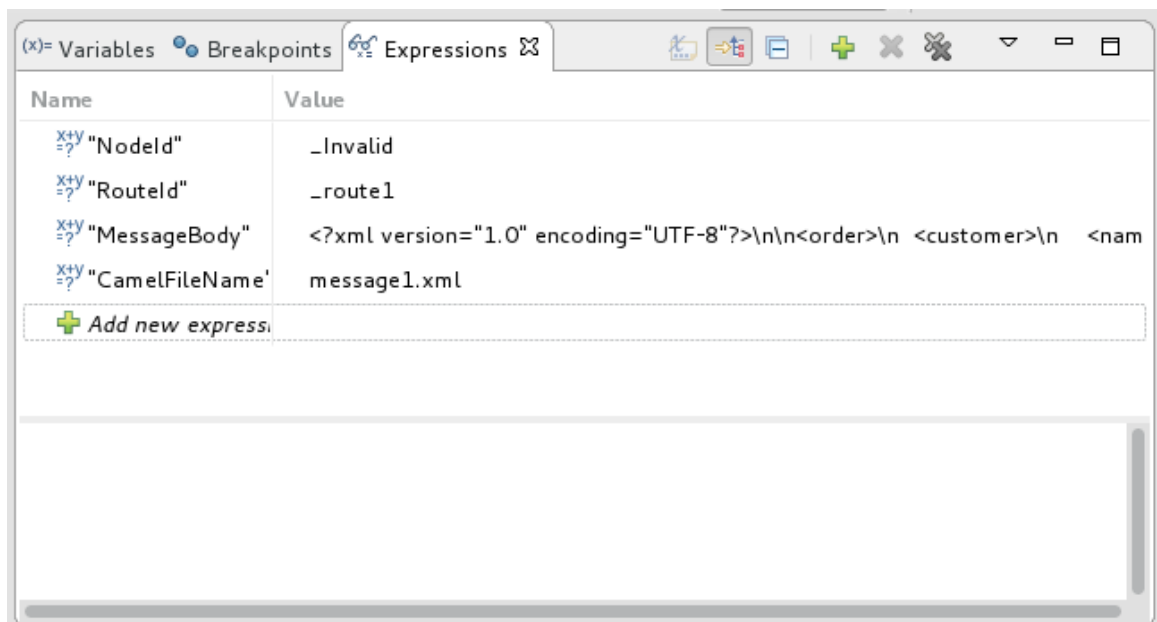 (x)= Variables Breakpoints Expressions
Name Value
x+y=? "NodeId" _Invalid
x+y=? "RouteId" _route1
x+y=? "MessageBody" <?xml version="1.0" encoding="UTF-8"?>\n\n<order>\n <customer>\n <nam
x+y=? "CamelFileName' message1.xml
Add new expressi